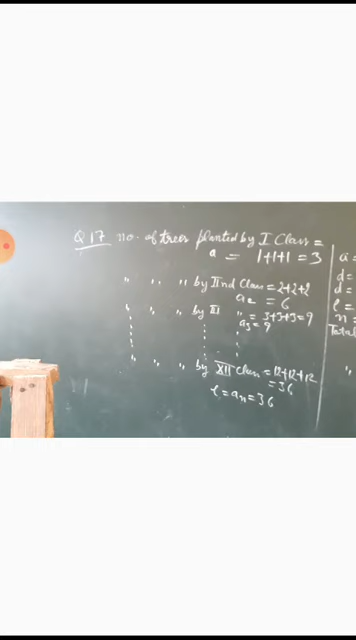 Q 17 no. of trees planted by I Class =
a = 1+1+1 = 3
" " " by IInd Class = 2+2+2
a₂ = 6
" " " by III " = 3+3+3 = 9
a₃ = 9
" " " by XII Class = 12+12+12
= 36
l = aₙ = 36
a =
d =
d =
l =
n =
Total
"